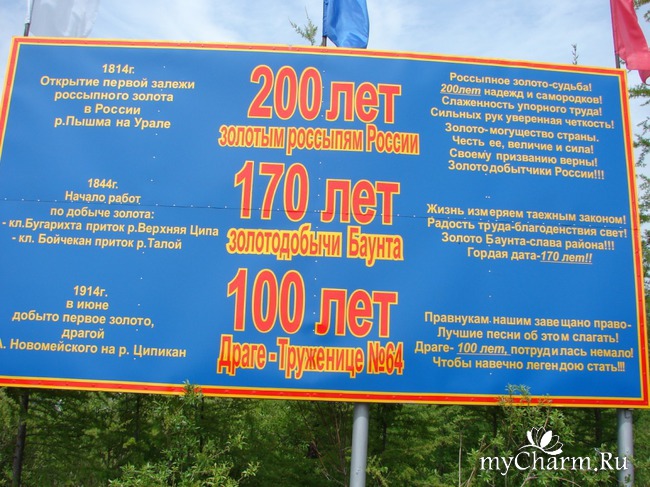 1814г.
Открытие первой залежи
россыпного золота
в России
р.Пышма на Урале
200 лет
золотым россыпям России
Россыпное золото-судьба!
200лет надежд и самородков!
Слаженность упорного труда!
Сильных рук уверенная четкость!
Золото-могущество страны.
Честь ее, величие и сила!
Своему призванию верны!
Золотодобытчики России!!!
1844г.
Начало работ
по добыче золота:
- кл.Бугарихта приток р.Верхняя Ципа
- кл. Бойчекан приток р.Талой
170 лет
золотодобычи Баунта
Жизнь измеряем таежным законом!
Радость труда-благоденствия свет!
Золото Баунта-слава района!!!
Гордая дата-170 лет!!
1914г.
в июне
добыто первое золото,
драгой
А. Новомейского на р. Ципикан
100 лет
Драге - Труженице №64
Правнукам нашим завещано право-
Лучшие песни об этом слагать!
Драге- 100 лет, потрудилась немало!
Чтобы навечно легендою стать!!!
myCharm.Ru